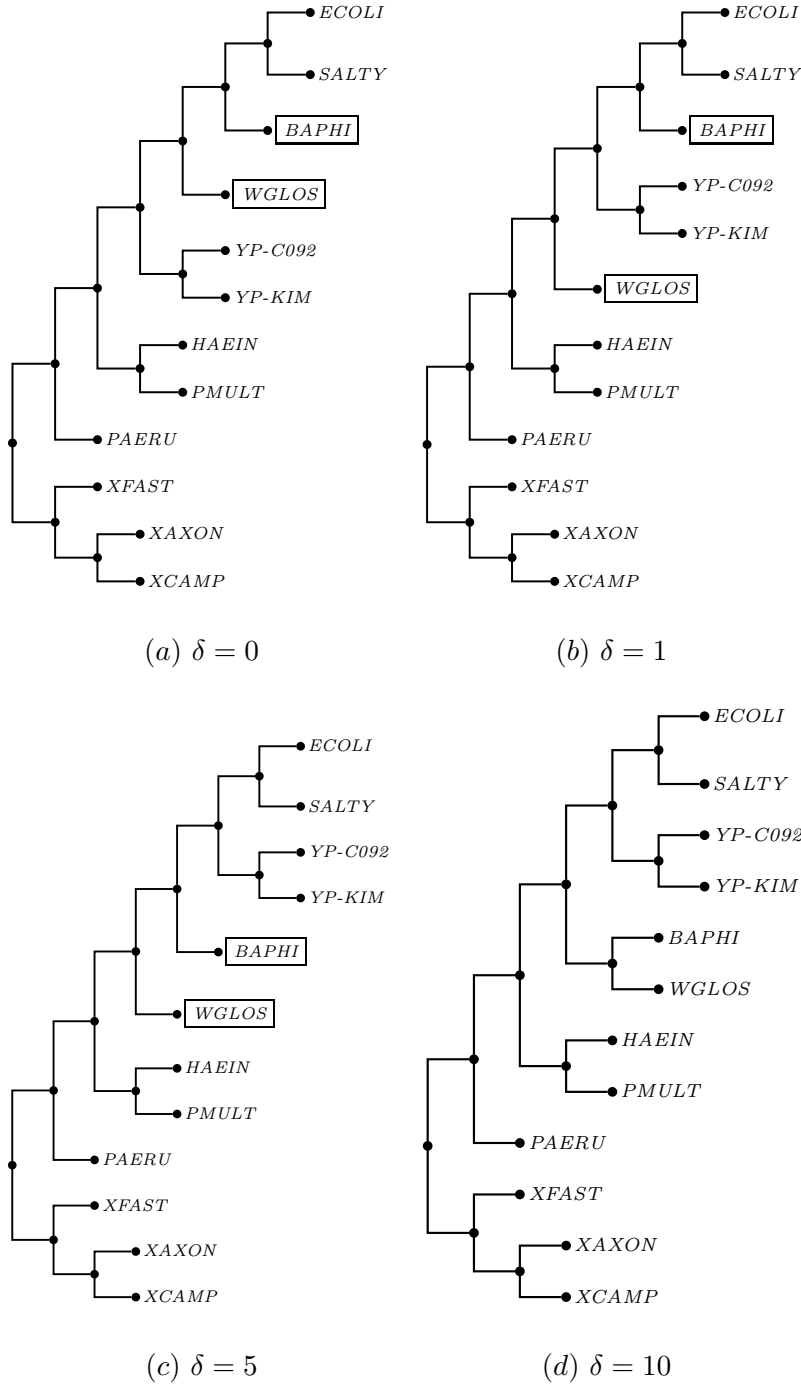 ECOLI
SALTY
BAPHI
WGLOS
YP-C092
YP-KIM
HAEIN
PMULT
PAERU
XFAST
XAXON
XCAMP
(a) δ = 0
ECOLI
SALTY
BAPHI
YP-C092
YP-KIM
WGLOS
HAEIN
PMULT
PAERU
XFAST
XAXON
XCAMP
(b) δ = 1
ECOLI
SALTY
YP-C092
YP-KIM
BAPHI
WGLOS
HAEIN
PMULT
PAERU
XFAST
XAXON
XCAMP
(c) δ = 5
ECOLI
SALTY
YP-C092
YP-KIM
BAPHI
WGLOS
HAEIN
PMULT
PAERU
XFAST
XAXON
XCAMP
(d) δ = 10